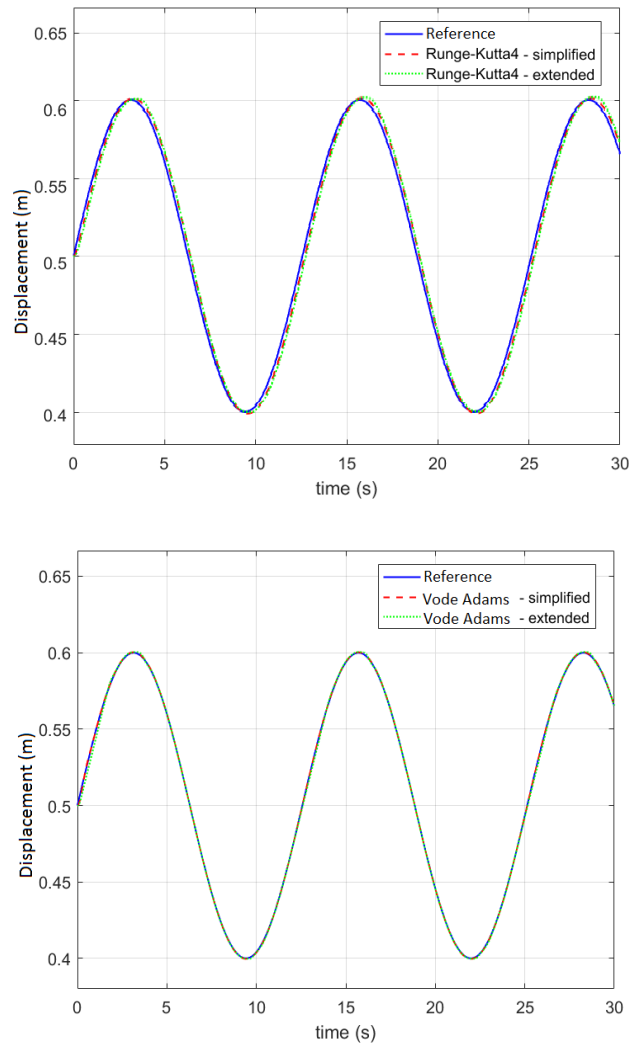 0.65
Reference
Runge-Kutta4 - simplified
Runge-Kutta4 - extended
0.6
0.55
0.5
0.45
0.4
Displacement (m)
0 5 10 15 20 25 30
time (s)
0.65
Reference
Vode Adams - simplified
Vode Adams - extended
0.6
0.55
0.5
0.45
0.4
Displacement (m)
0 5 10 15 20 25 30
time (s)